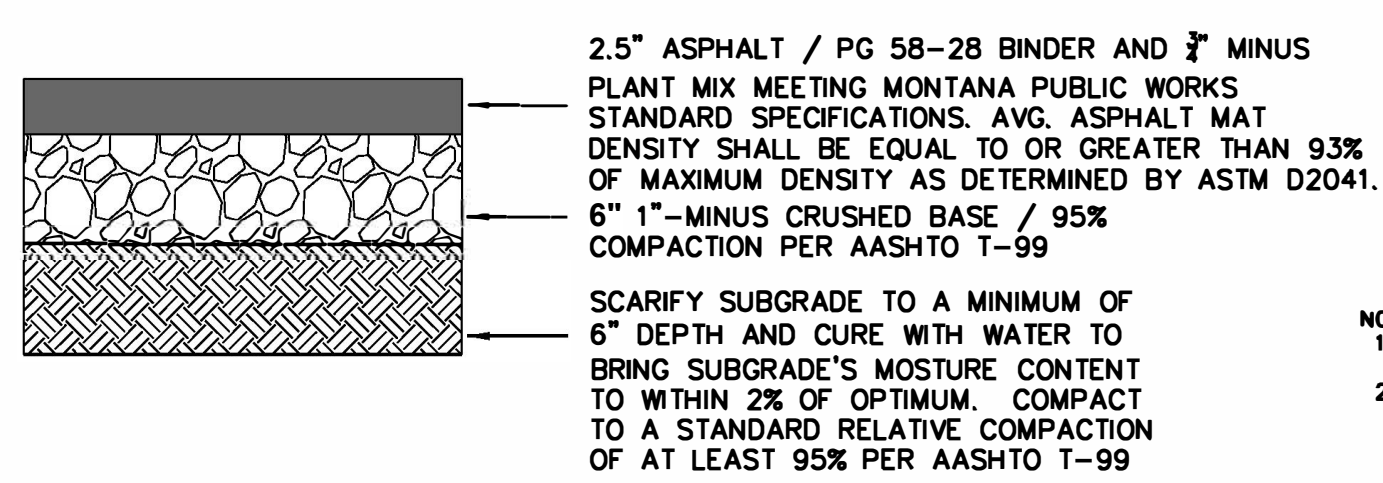 2.5" ASPHALT / PG 58-28 BINDER AND ¾" MINUS
PLANT MIX MEETING MONTANA PUBLIC WORKS
STANDARD SPECIFICATIONS. AVG. ASPHALT MAT
DENSITY SHALL BE EQUAL TO OR GREATER THAN 93%
OF MAXIMUM DENSITY AS DETERMINED BY ASTM D2041.
6" 1"-MINUS CRUSHED BASE / 95%
COMPACTION PER AASHTO T-99
SCARIFY SUBGRADE TO A MINIMUM OF
6" DEPTH AND CURE WITH WATER TO
BRING SUBGRADE'S MOSTURE CONTENT
TO WITHIN 2% OF OPTIMUM. COMPACT
TO A STANDARD RELATIVE COMPACTION
OF AT LEAST 95% PER AASHTO T-99